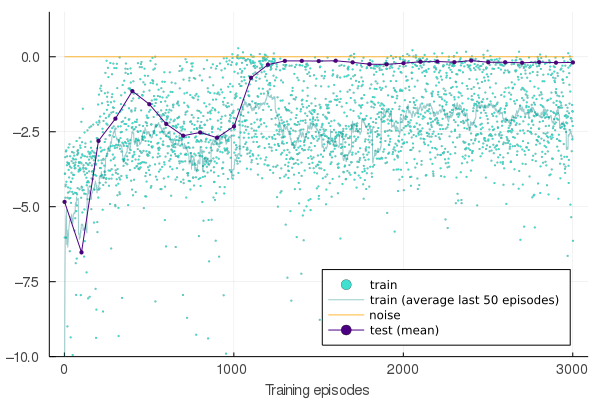 0.0
−2.5
−5.0
−7.5
−10.0
train
train (average last 50 episodes)
noise
test (mean)
0 1000 2000 3000
Training episodes